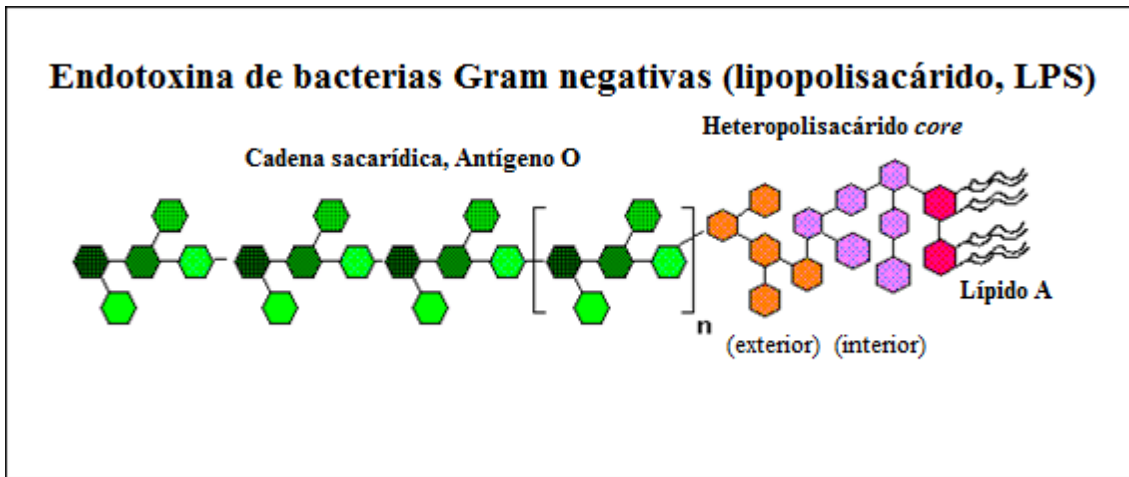 Endotoxina de bacterias Gram negativas (lipopolisacárido, LPS)
Heteropolisacárido core
Cadena sacarídica, Antígeno O
n
Lípido A
(exterior) (interior)